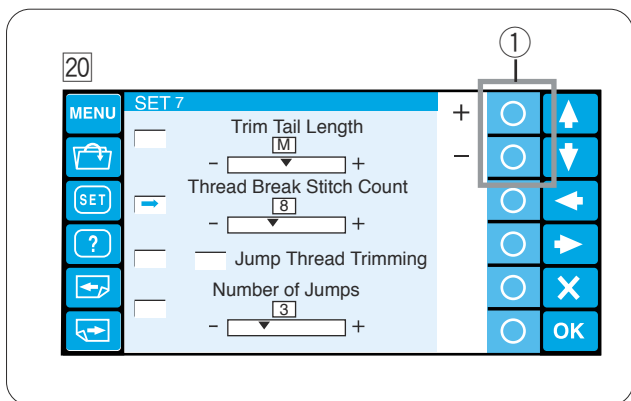 ①
20
MENU
SET 7
Trim Tail Length
M
- +
+
-
SET
Thread Break Stitch Count
8
- +
?
Jump Thread Trimming
Number of Jumps
3
- +
X
OK